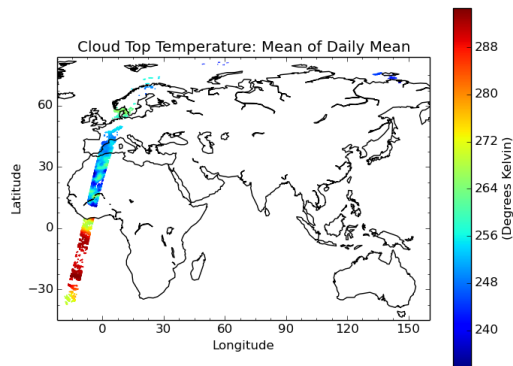 Cloud Top Temperature: Mean of Daily Mean
60
30
0
−30
Latitude
0 30 60 90 120 150
Longitude
288
280
272
264
256
248
240
(Degrees Kelvin)